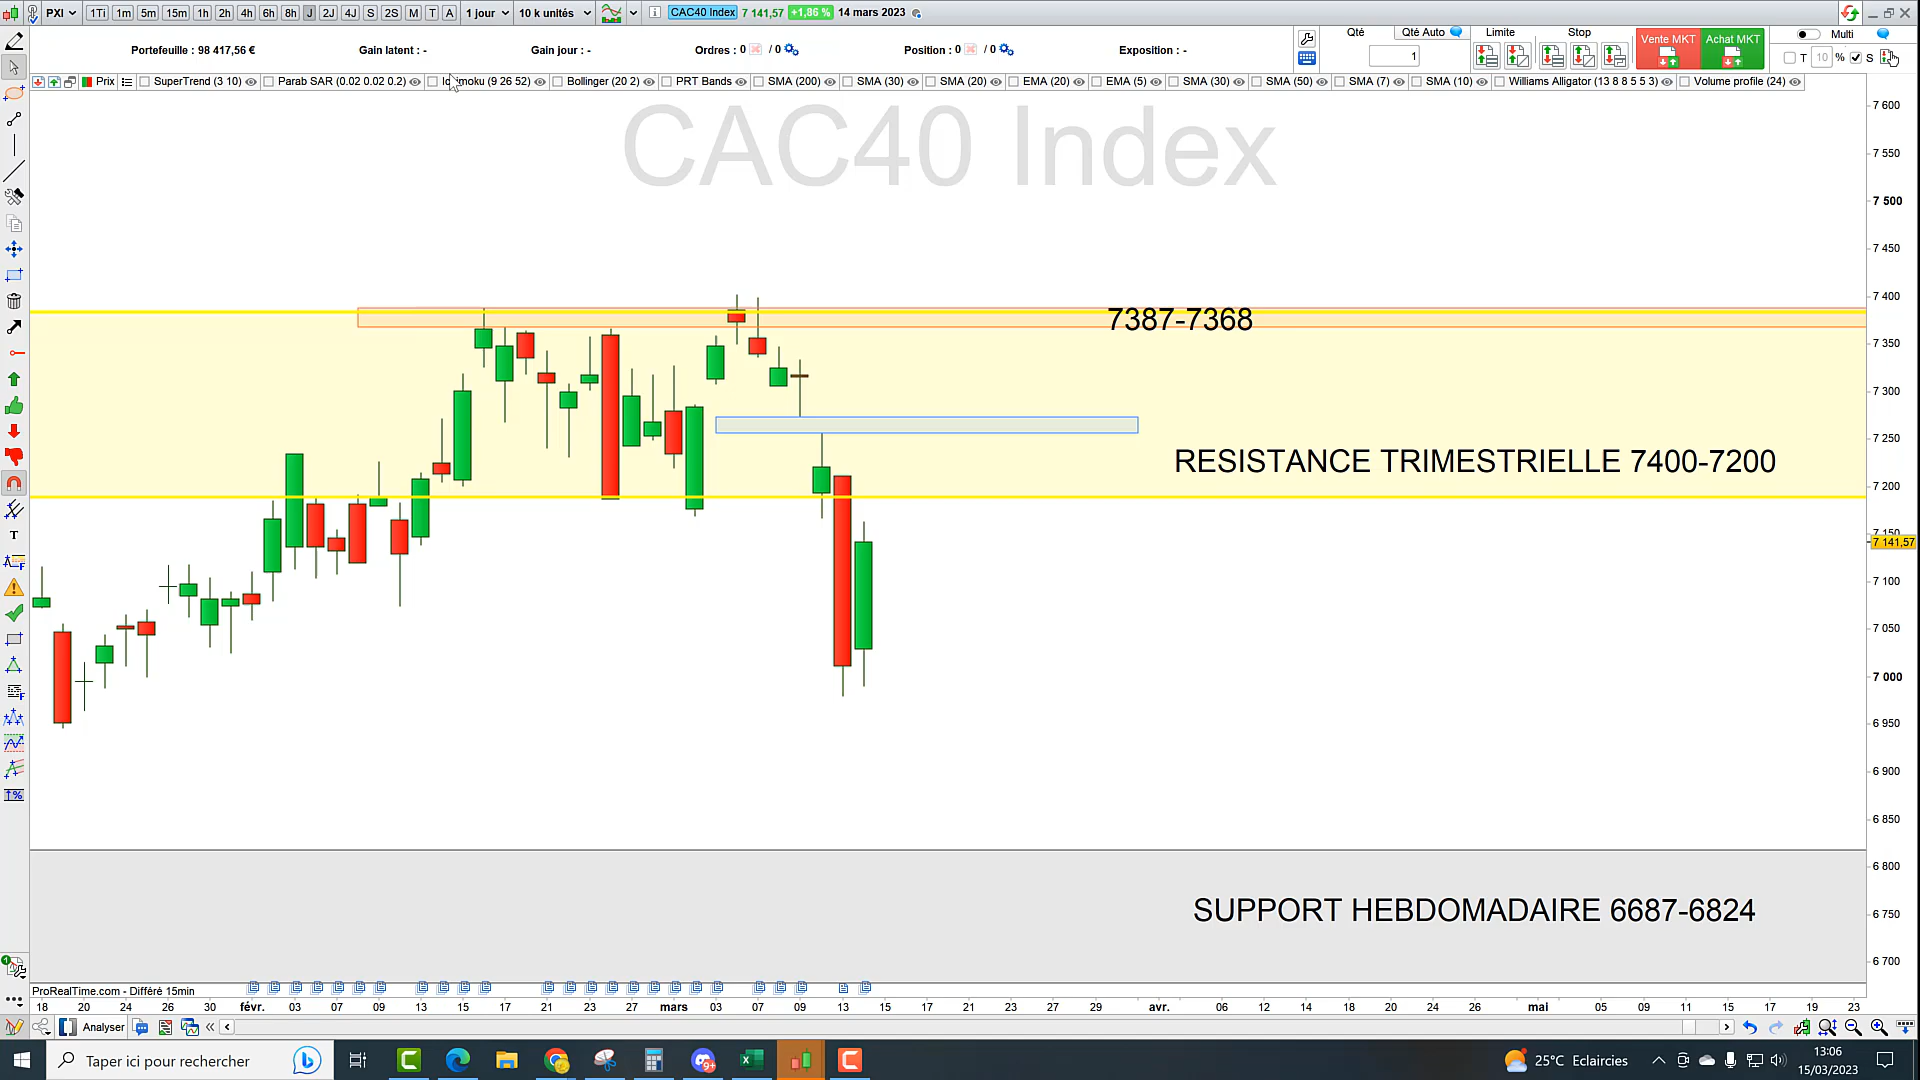 PXI 1Ti 1m 5m 15m 1h 2h 4h 6h 8h J 2J 4J S 2S M T A 1 jour 10 k unités CAC40 Index 7 141,57 +1,86 % 14 mars 2023
Portefeuille : 98 417,56 € Gain latent : - Gain jour : - Ordres : 0 / 0 Position : 0 / 0 Exposition : - Qté Qté Auto 1 Limite Stop Vente MKT Achat MKT Multi T 10 % S
Prix SuperTrend (3 10) Parab SAR (0.02 0.02 0.2) (9 26 52) Bollinger (20 2) PRT Bands SMA (200) SMA (30) SMA (20) EMA (20) EMA (5) SMA (30) SMA (50) SMA (7) SMA (10) Williams Alligator (13 8 8 5 5 3) Volume profile (24)
CAC40 Index
7 600
7 550
7 500
7 450
7 400
7387-7368
7 350
7 300
7 250
RESISTANCE TRIMESTRIELLE 7400-7200
7 200
7 150
7 141,57
7 100
7 050
7 000
6 950
6 900
6 850
6 800
SUPPORT HEBDOMADAIRE 6687-6824
6 750
6 700
ProRealTime.com - Différé 15min
18 20 24 26 30 févr. 03 07 09 13 15 17 21 23 27 mars 03 07 09 13 15 17 21 23 27 29 avr. 06 12 14 18 20 24 26 mai 05 09 11 15 17 19 23
Analyser
Taper ici pour rechercher
25°C Eclaircies
13:06
15/03/2023